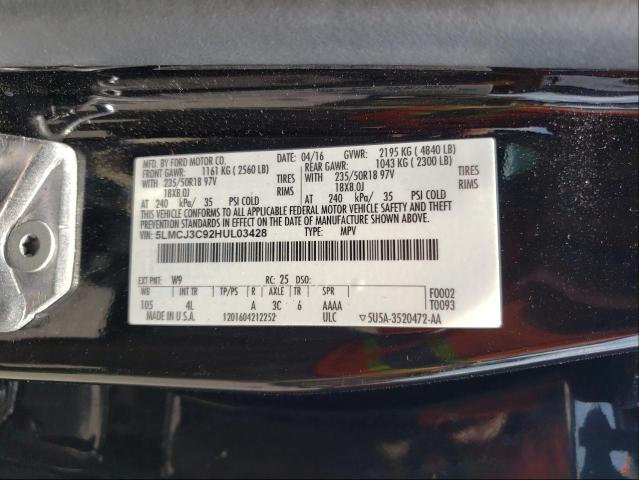 MFD. BY FORD MOTOR CO.
04/16 GVWR: 2195 KG ( 4840 LB)
FRONT GAWR: 1161 KG ( 2560 LB) REAR GAWR: 1043 KG ( 2300 LB)
WITH 235/50R18 97V TIRES WITH 235/50R18 97V TIRES
18X8.0J RIMS 18X8.0J RIMS
AT 240 kPa/ 35 PSI COLD AT 240 kPa/ 35 PSI COLD
THIS VEHICLE CONFORMS TO ALL APPLICABLE FEDERAL MOTOR VEHICLE SAFETY AND THEFT
PREVENTION STANDARDS IN EFFECT ON THE DATE OF MANUFACTURE SHOWN ABOVE.
VIN: 5LMCJ3C92HUL03428 TYPE: MPV
EXT PNT: W9 RC: 25 DSO: F0002
WB INT TR TP/PS R AXLE TR SPR T0093
105 4L A 3C 6 AAAA
MADE IN U.S.A. 1201604212252 ULC ▽5U5A-3520472-AA